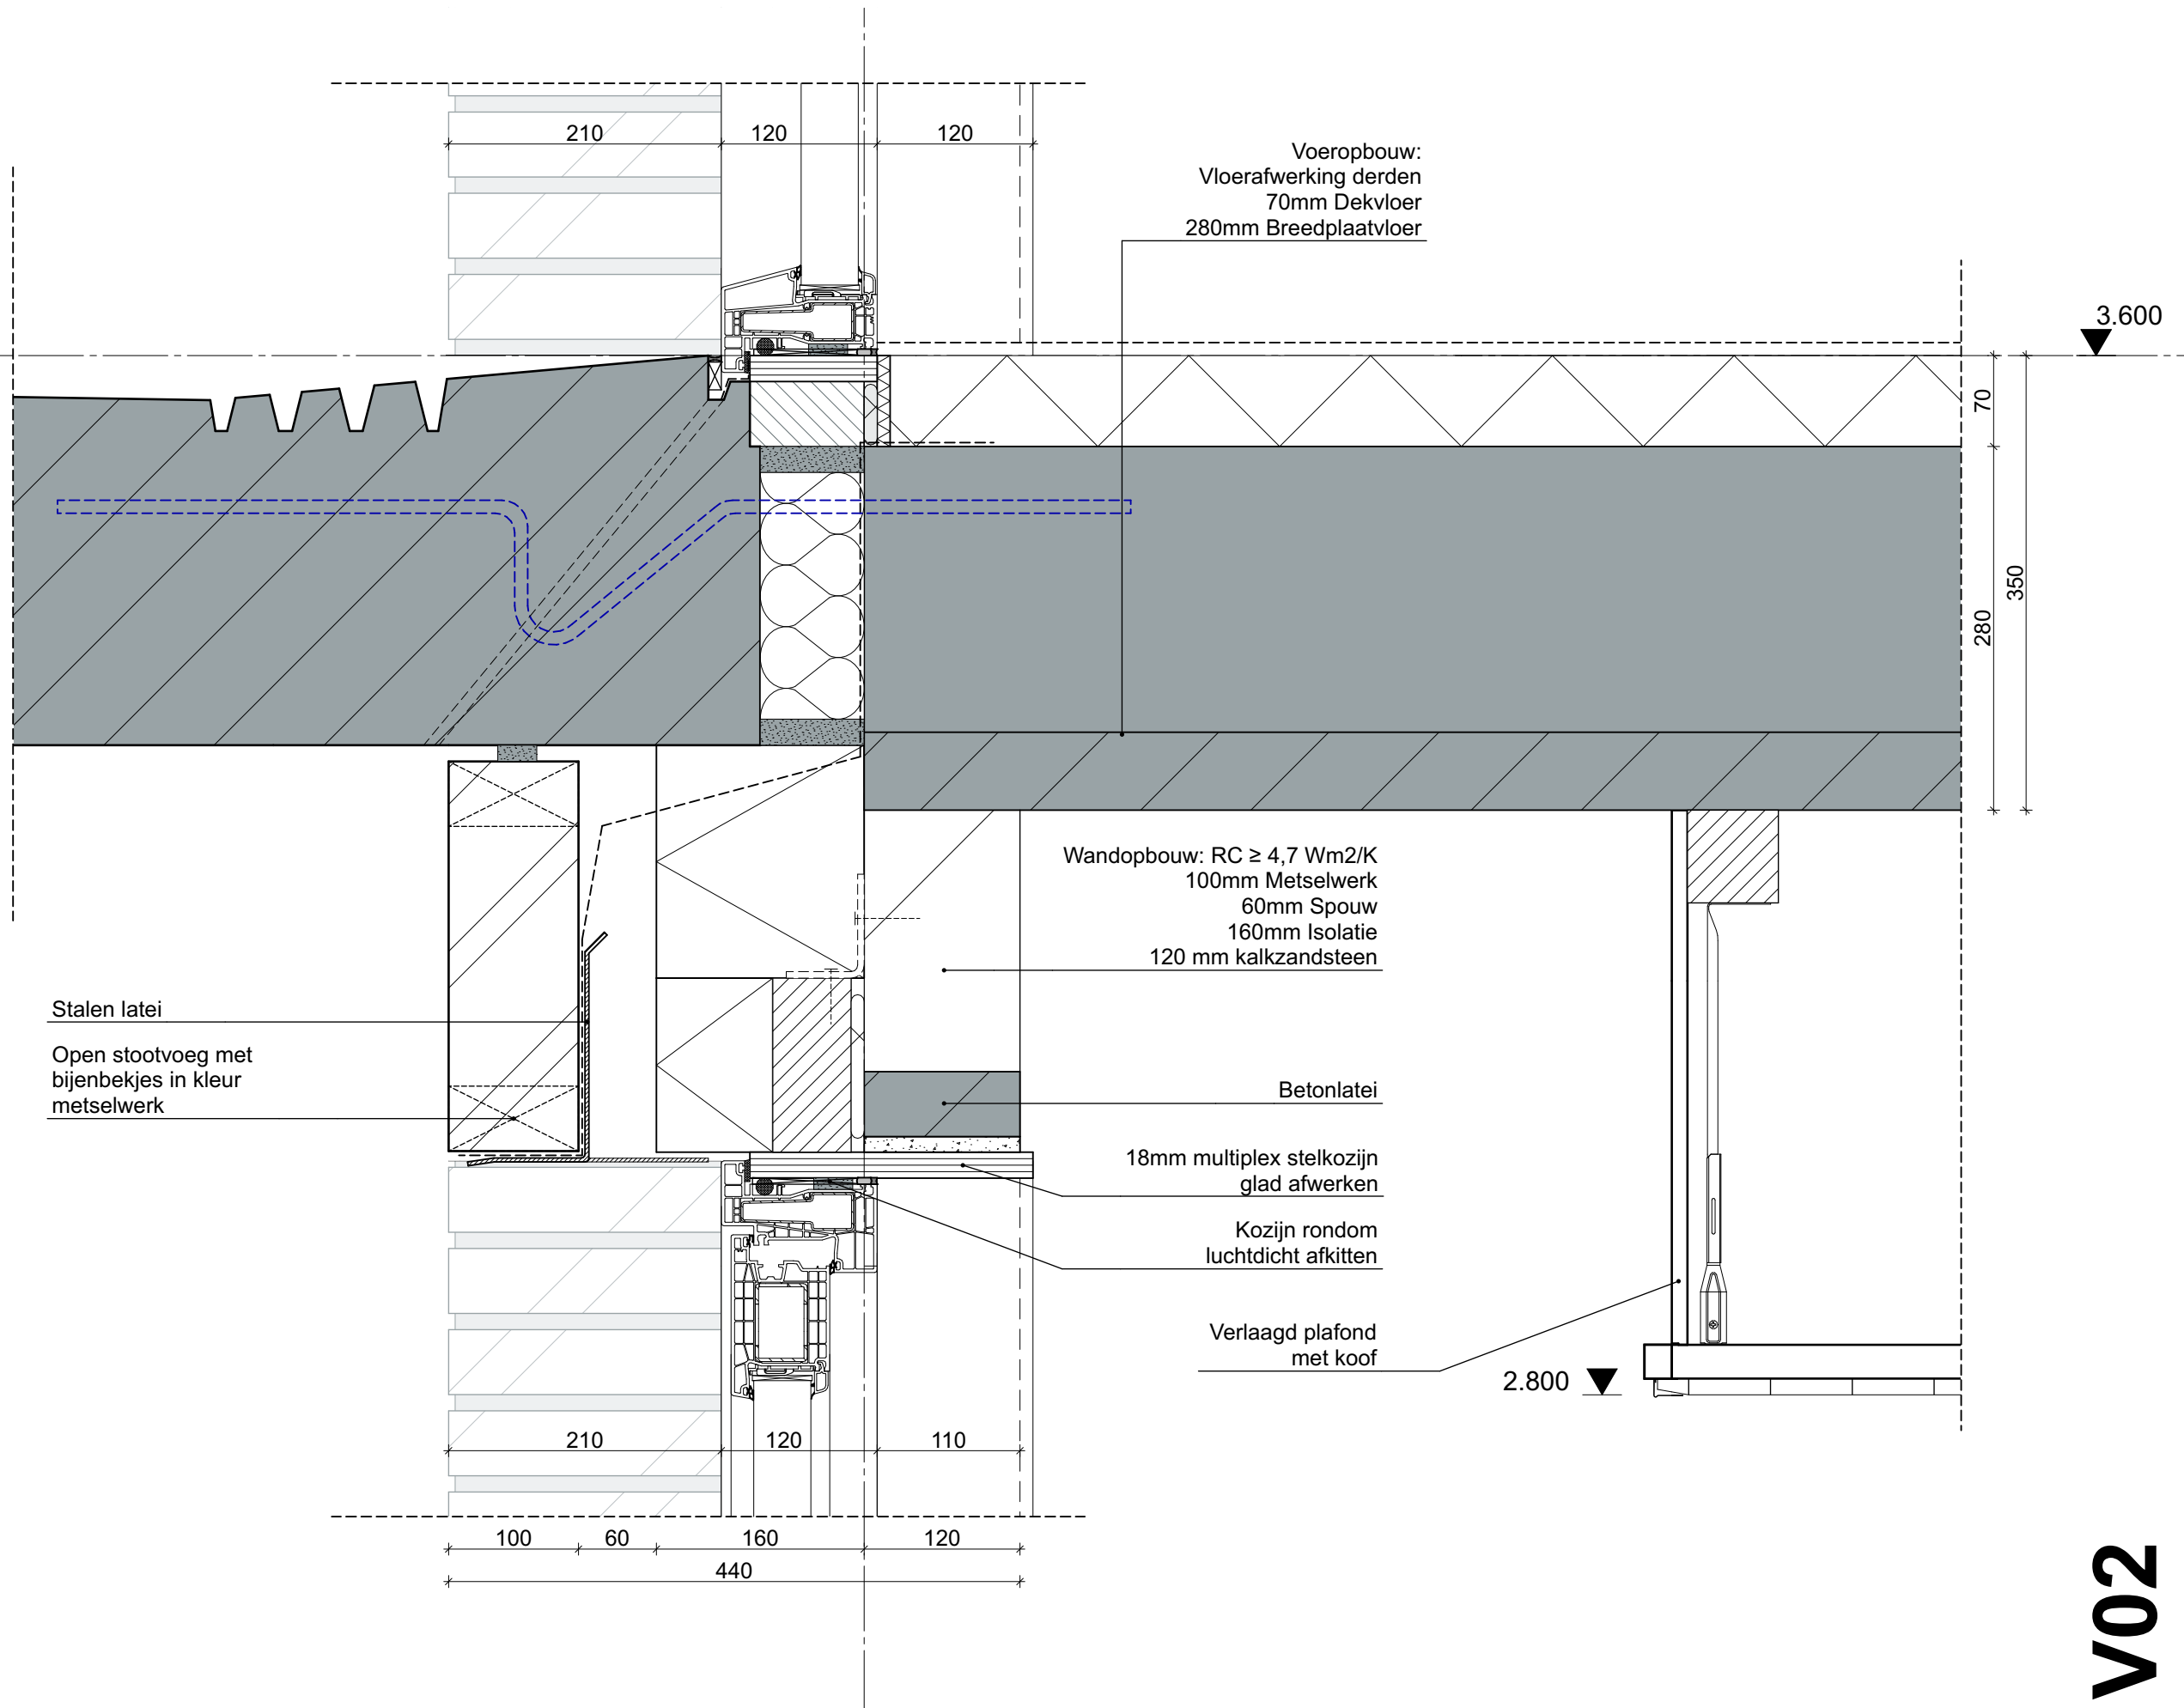 210
120
120
Voeropbouw:
Vloerafwerking derden
70mm Dekvloer
280mm Breedplaatvloer
3.600
70
350
280
Wandopbouw: RC ≥ 4,7 Wm2/K
100mm Metselwerk
60mm Spouw
160mm Isolatie
120 mm kalkzandsteen
Stalen latei
Open stootvoeg met
bijenbekjes in kleur
metselwerk
Betonlatei
18mm multiplex stelkozijn
glad afwerken
Kozijn rondom
luchtdicht afkitten
Verlaagd plafond
met koof
2.800
210
120
110
100
60
160
120
440
V02